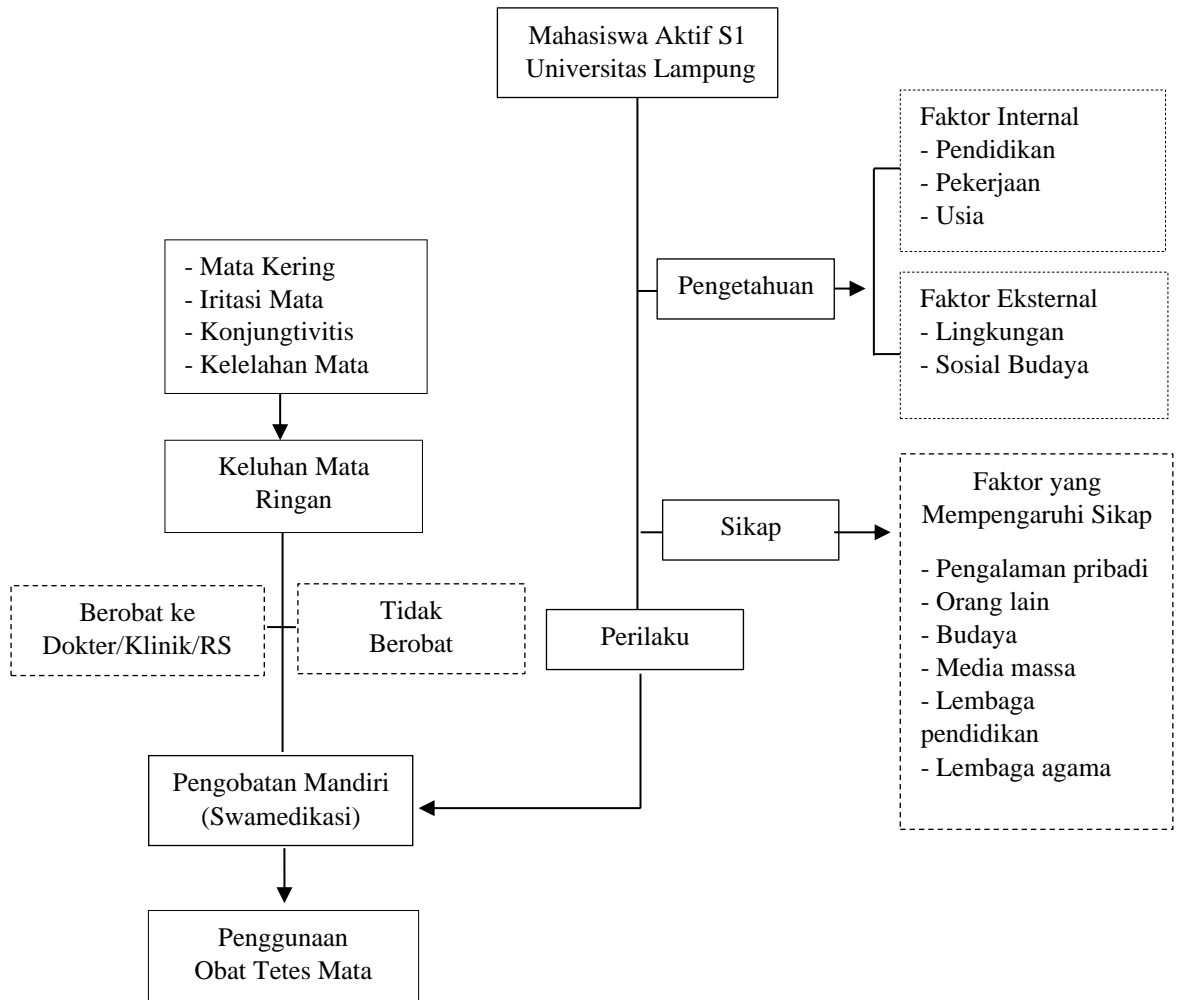 Mahasiswa Aktif S1
Universitas Lampung
Faktor Internal
- Pendidikan
- Pekerjaan
- Usia
- Mata Kering
- Iritasi Mata
- Konjungtivitis
- Kelelahan Mata
Pengetahuan
Faktor Eksternal
- Lingkungan
- Sosial Budaya
Keluhan Mata
Ringan
Sikap
Faktor yang
Mempengaruhi Sikap
- Pengalaman pribadi
- Orang lain
- Budaya
- Media massa
- Lembaga
pendidikan
- Lembaga agama
Berobat ke
Dokter/Klinik/RS
Tidak
Berobat
Perilaku
Pengobatan Mandiri
(Swamedikasi)
Penggunaan
Obat Tetes Mata